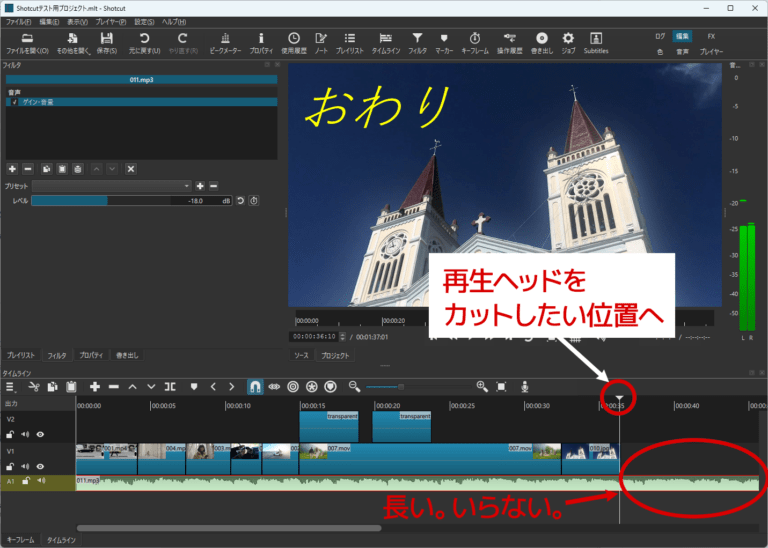 Shotcutテスト用プロジェクト.mlt - Shotcut
ファイル(F) 編集(E) 表示(V) プレイヤー(P) 設定(S) ヘルプ(H)
ファイルを開く(O) その他を開く 保存(S) 元に戻す(U) やり直す(R) ピークメーター プロパティ 使用履歴 ノート プレイリスト タイムライン フィルタ マーカー キーフレーム 操作履歴 書き出し ジョブ Subtitles
ログ 編集 FX
色 音声 プレイヤー
フィルタ
011.mp3
音声
ゲイン・音量
プリセット
レベル -18.0 dB
おわり
0
-5
-10
-15
-20
-25
-30
-35
-40
-50
L R
再生ヘッドを
カットしたい位置へ
00:00:00 00:00:20
00:00:36:10 / 00:01:37:01
/ --:--:--:--
ソース プロジェクト
プレイリスト フィルタ プロパティ 書き出し
タイムライン
出力
00:00:00 00:00:05 00:00:10 00:00:15 00:00:20 00:00:25 00:00:30 00:00:35 00:00:40
V2
transparent transparent
V1
004.mp 003.m 007.mov 007.mov
A1
011.mp3
長い。いらない。
キーフレーム タイムライン